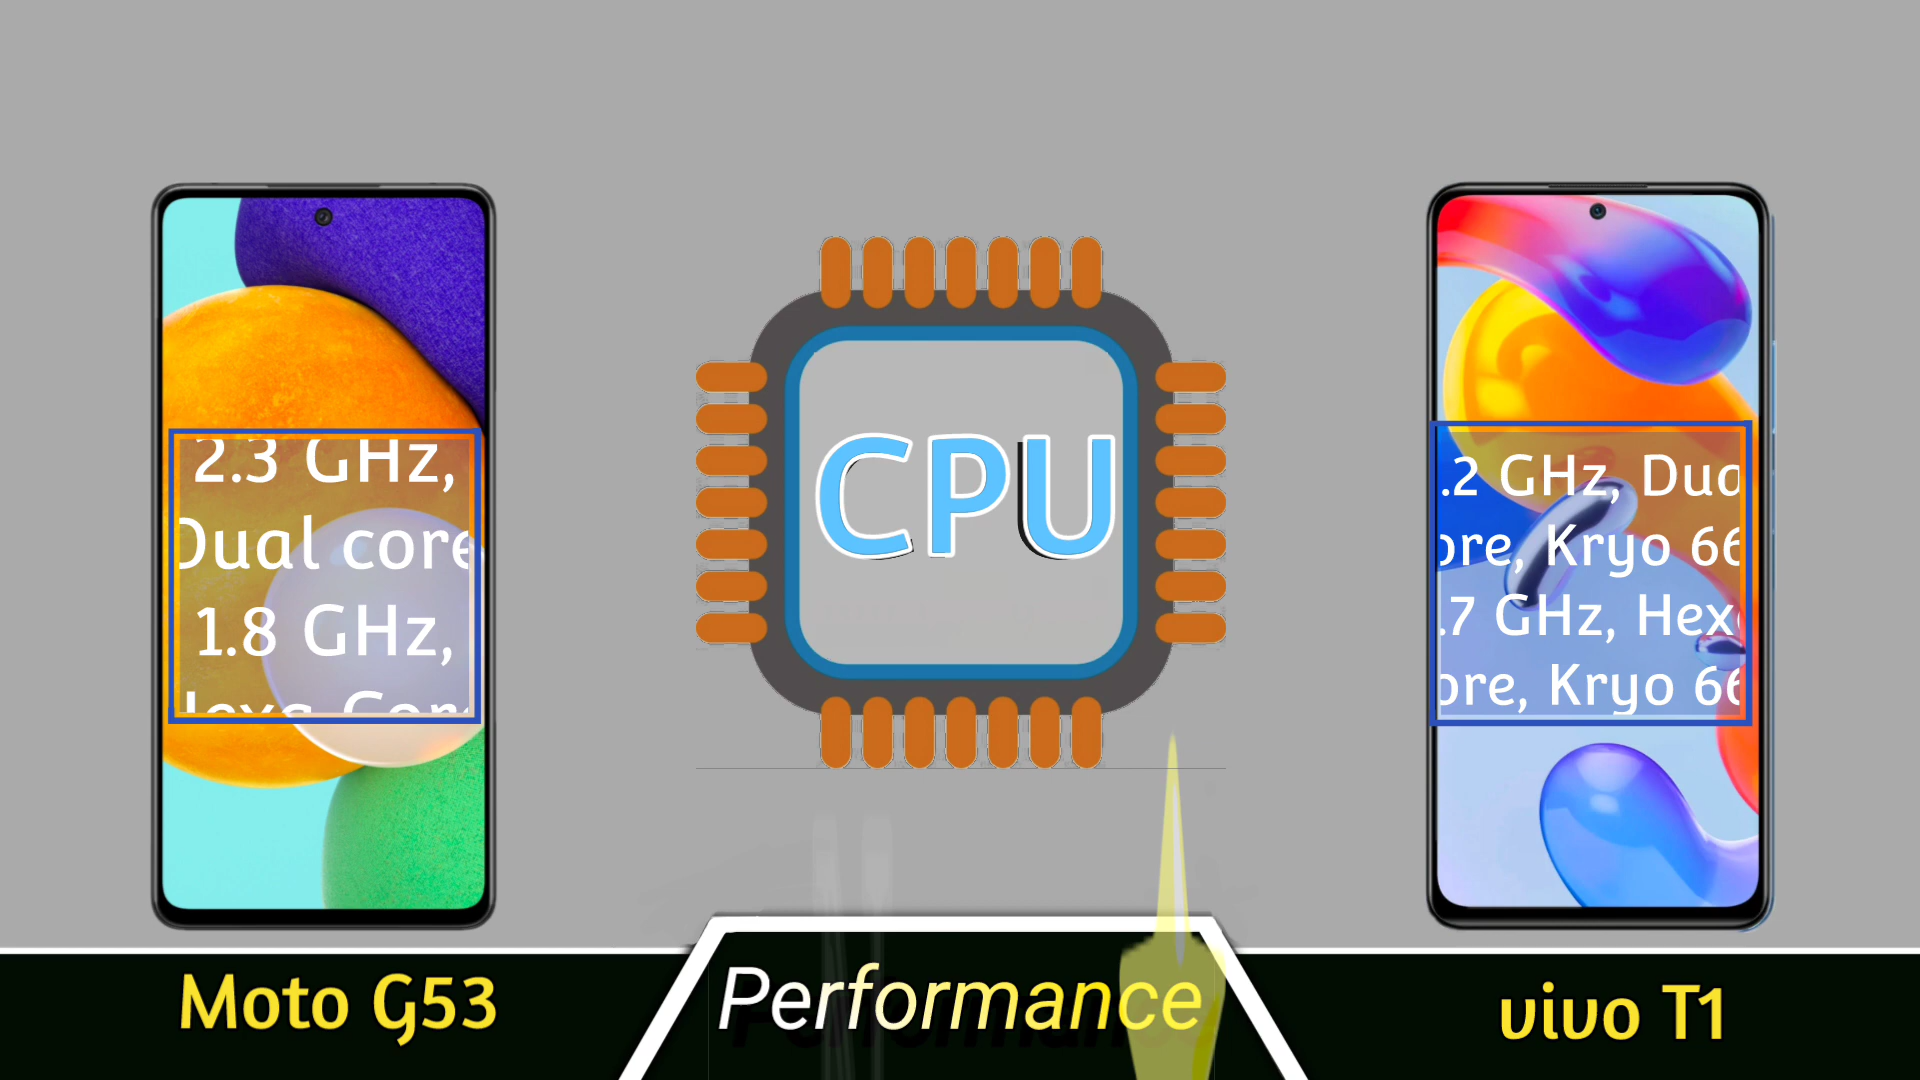 2.3 GHz,
Dual core
1.8 GHz,
CPU
.2 GHz, Dua
ore, Kryo 66
.7 GHz, Hex
ore, Kryo 66
Moto G53
Performance
vivo T1